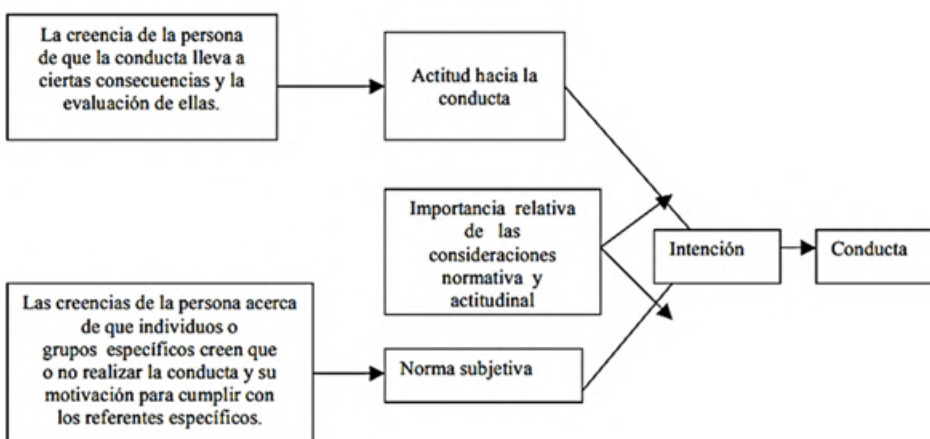 La creencia de la persona
de que la conducta lleva a
ciertas consecuencias y la
evaluación de ellas.
Actitud hacia la
conducta
Importancia relativa
de las
consideraciones
normativa y
actitudinal
Intención
Conducta
Las creencias de la persona acerca
de que individuos o
grupos específicos creen que
o no realizar la conducta y su
motivación para cumplir con
los referentes específicos.
Norma subjetiva